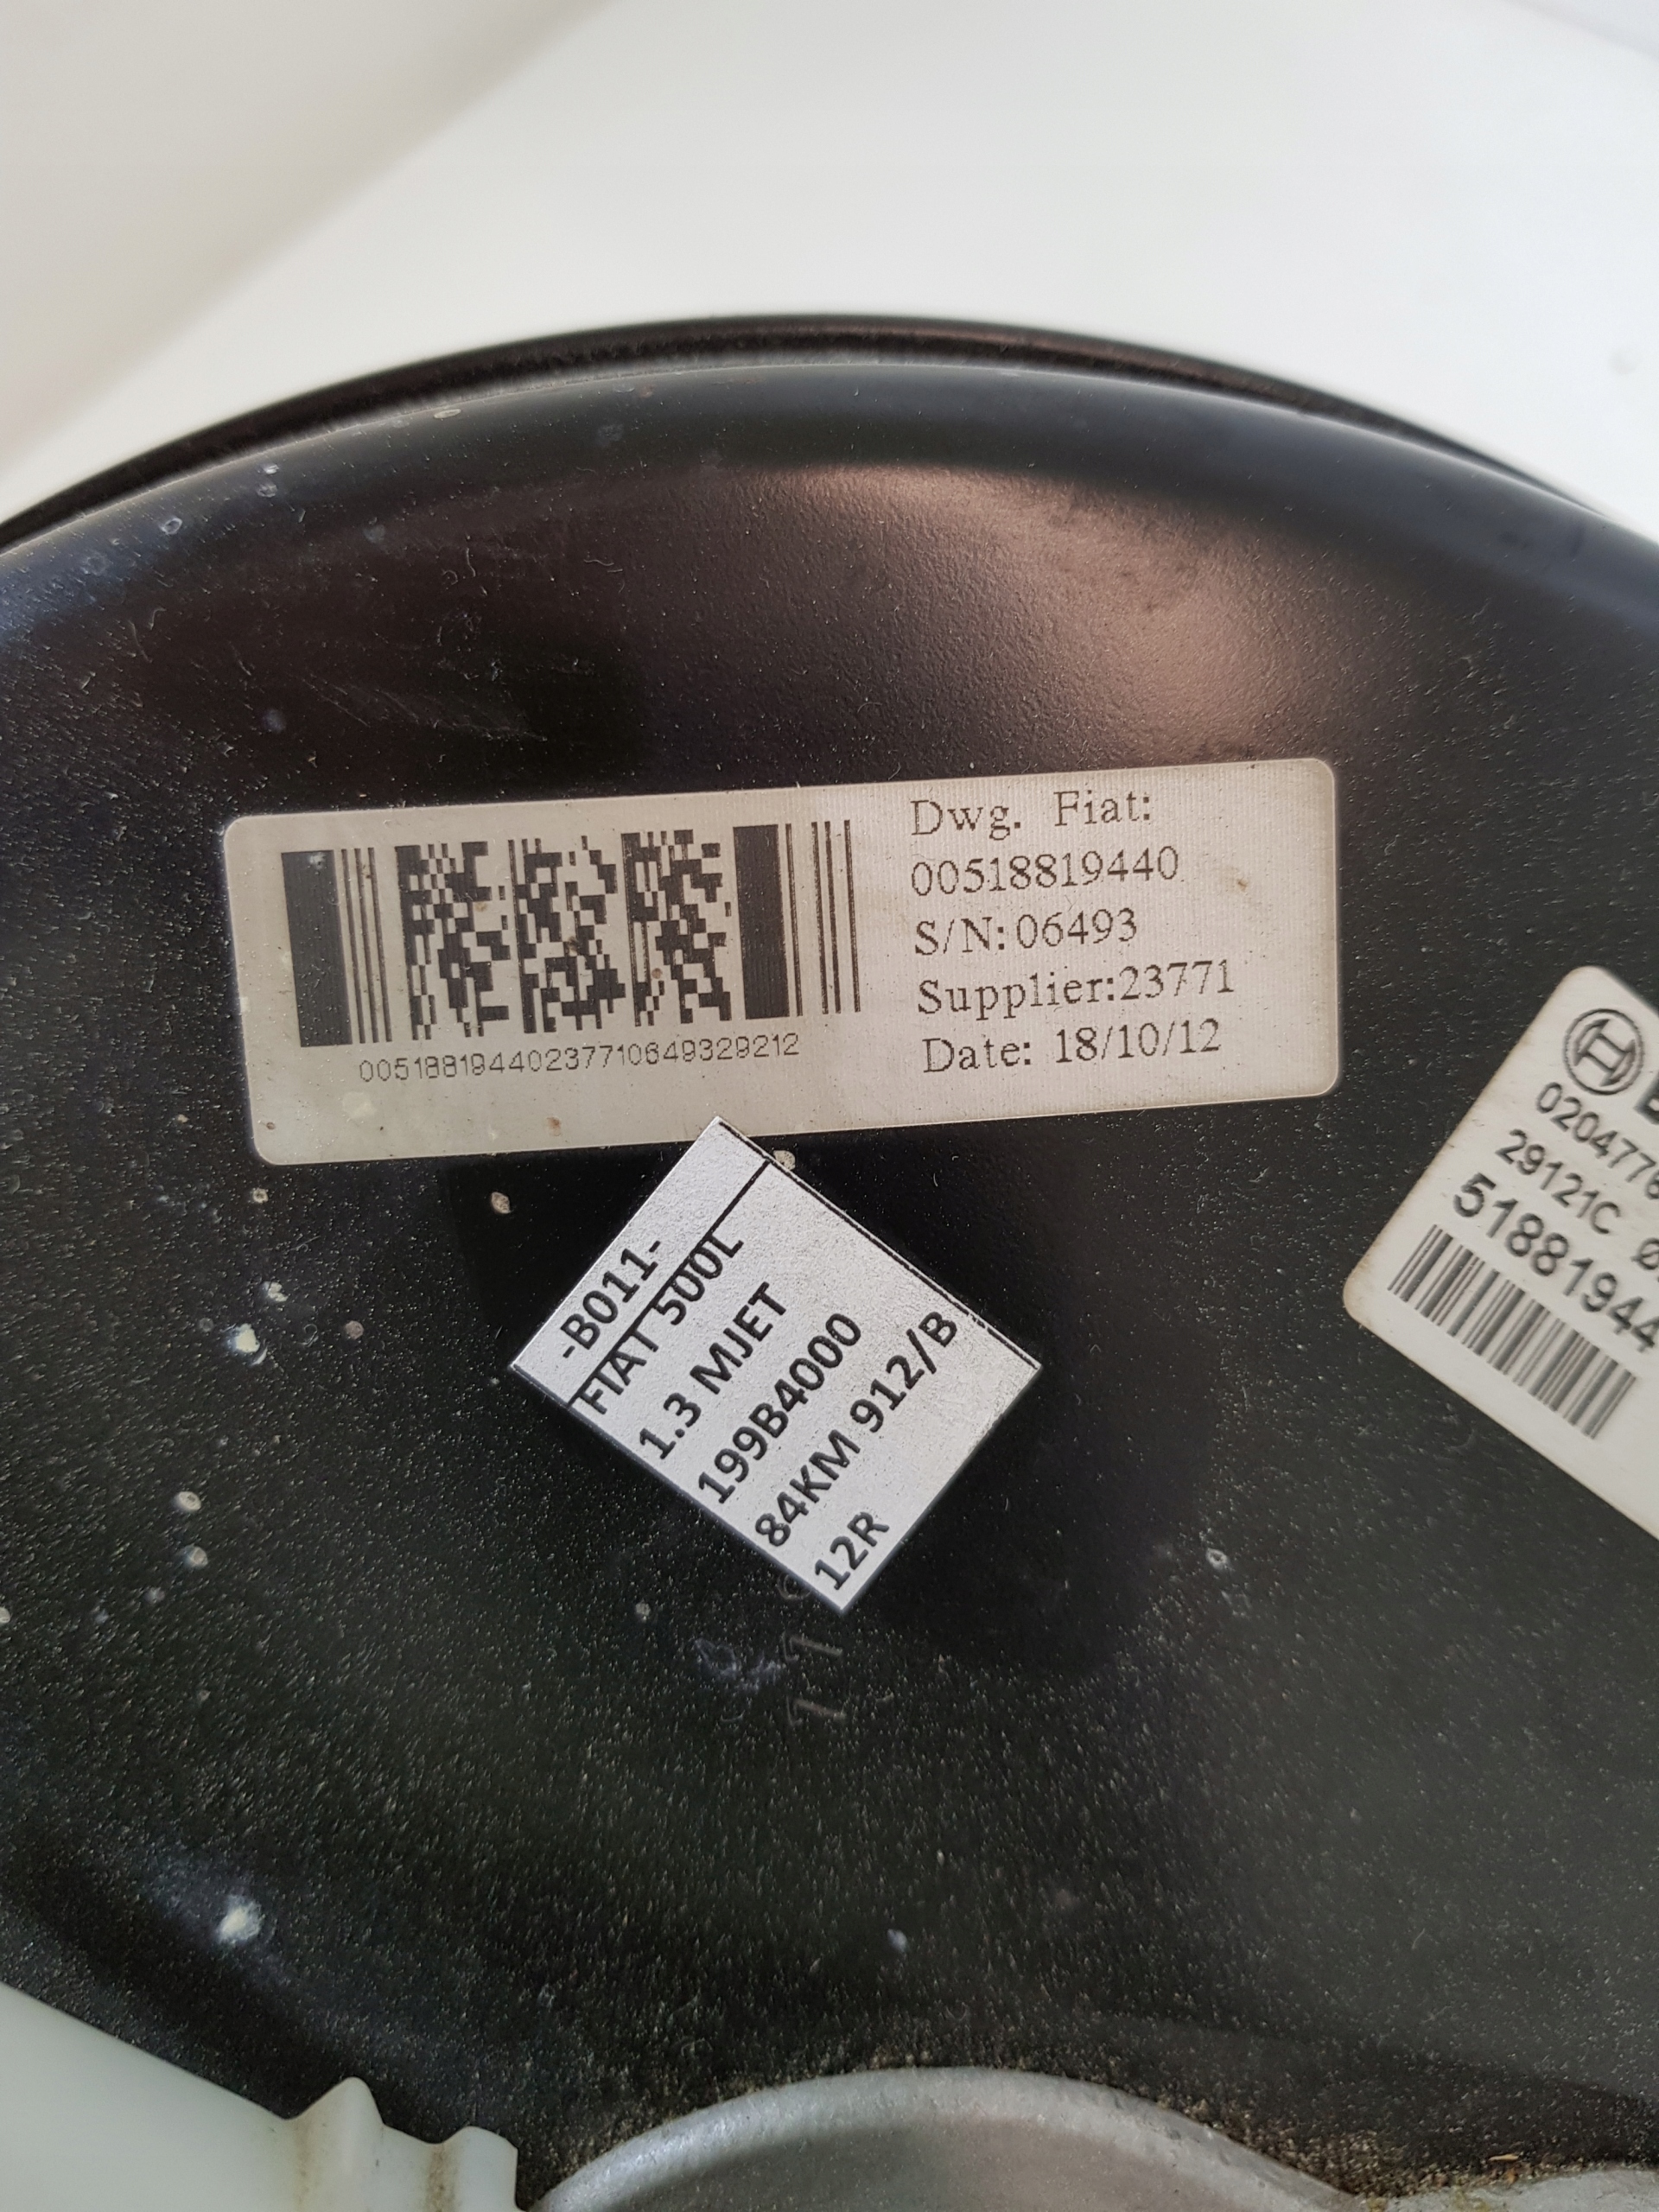 Dwg. Fiat:
00518819440
S/N: 06493
Supplier:23771
Date: 18/10/12
00518819440237710649329212
-B011-
FIAT 500L
1.3 MJET
199B4000
84KM 912/B
12R
29121C